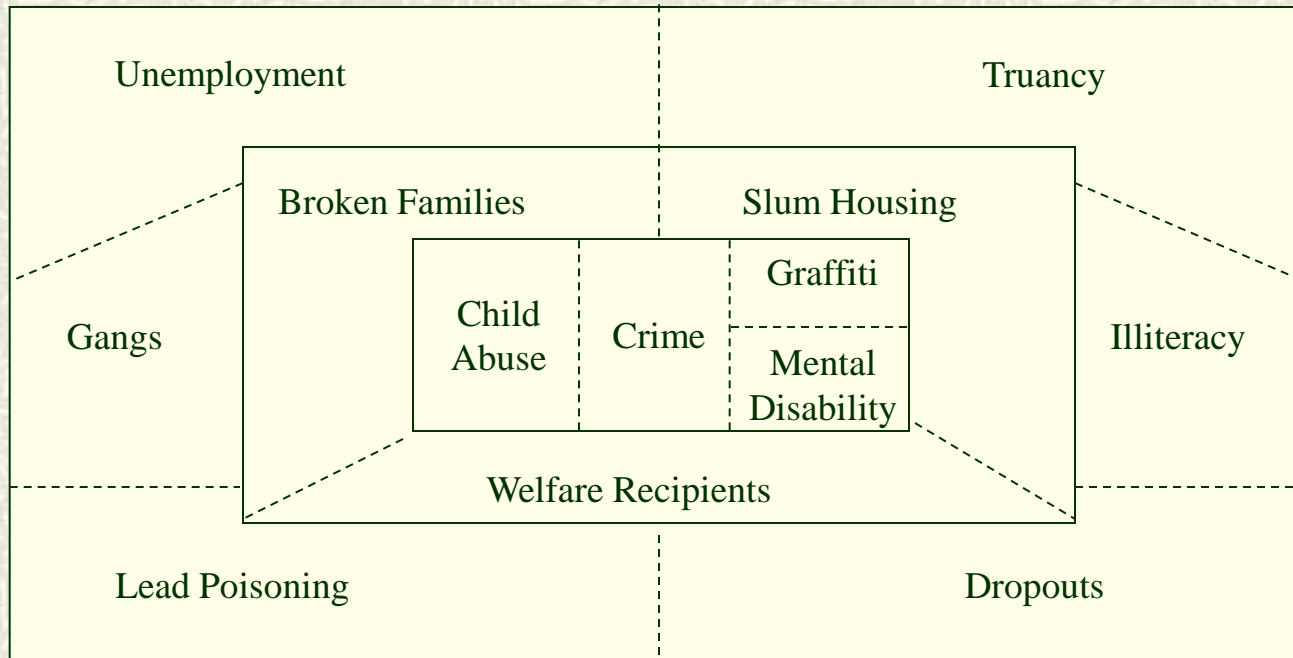 Unemployment
Truancy
Broken Families
Slum Housing
Graffiti
Child
Abuse
Crime
Mental
Disability
Gangs
Illiteracy
Welfare Recipients
Lead Poisoning
Dropouts